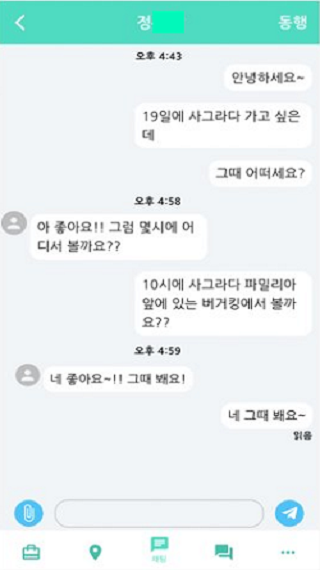 정
동행
오후 4:43
안녕하세요~
19일에 사그라다 가고 싶은
데
그때 어떠세요?
오후 4:58
아 좋아요!! 그럼 몇시에 어
디서 볼까요??
10시에 사그라다 파밀리아
앞에 있는 버거킹에서 볼까
요??
오후 4:59
네 좋아요~!! 그때 봬요!
네 그때 봬요~
읽음
채팅